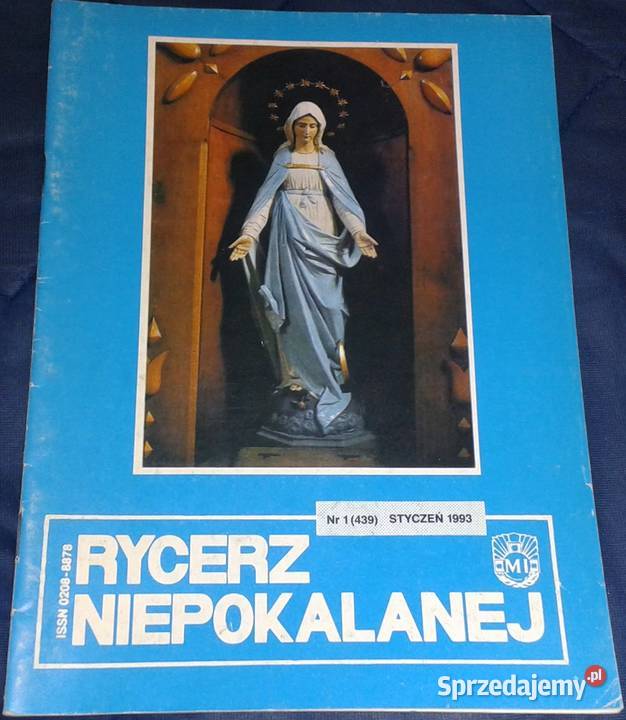 Nr 1 (439) STYCZEŃ 1993
ISSN 0208-8878
RYCERZ
NIEPOKALANEJ
MI
Sprzedajemy.pl